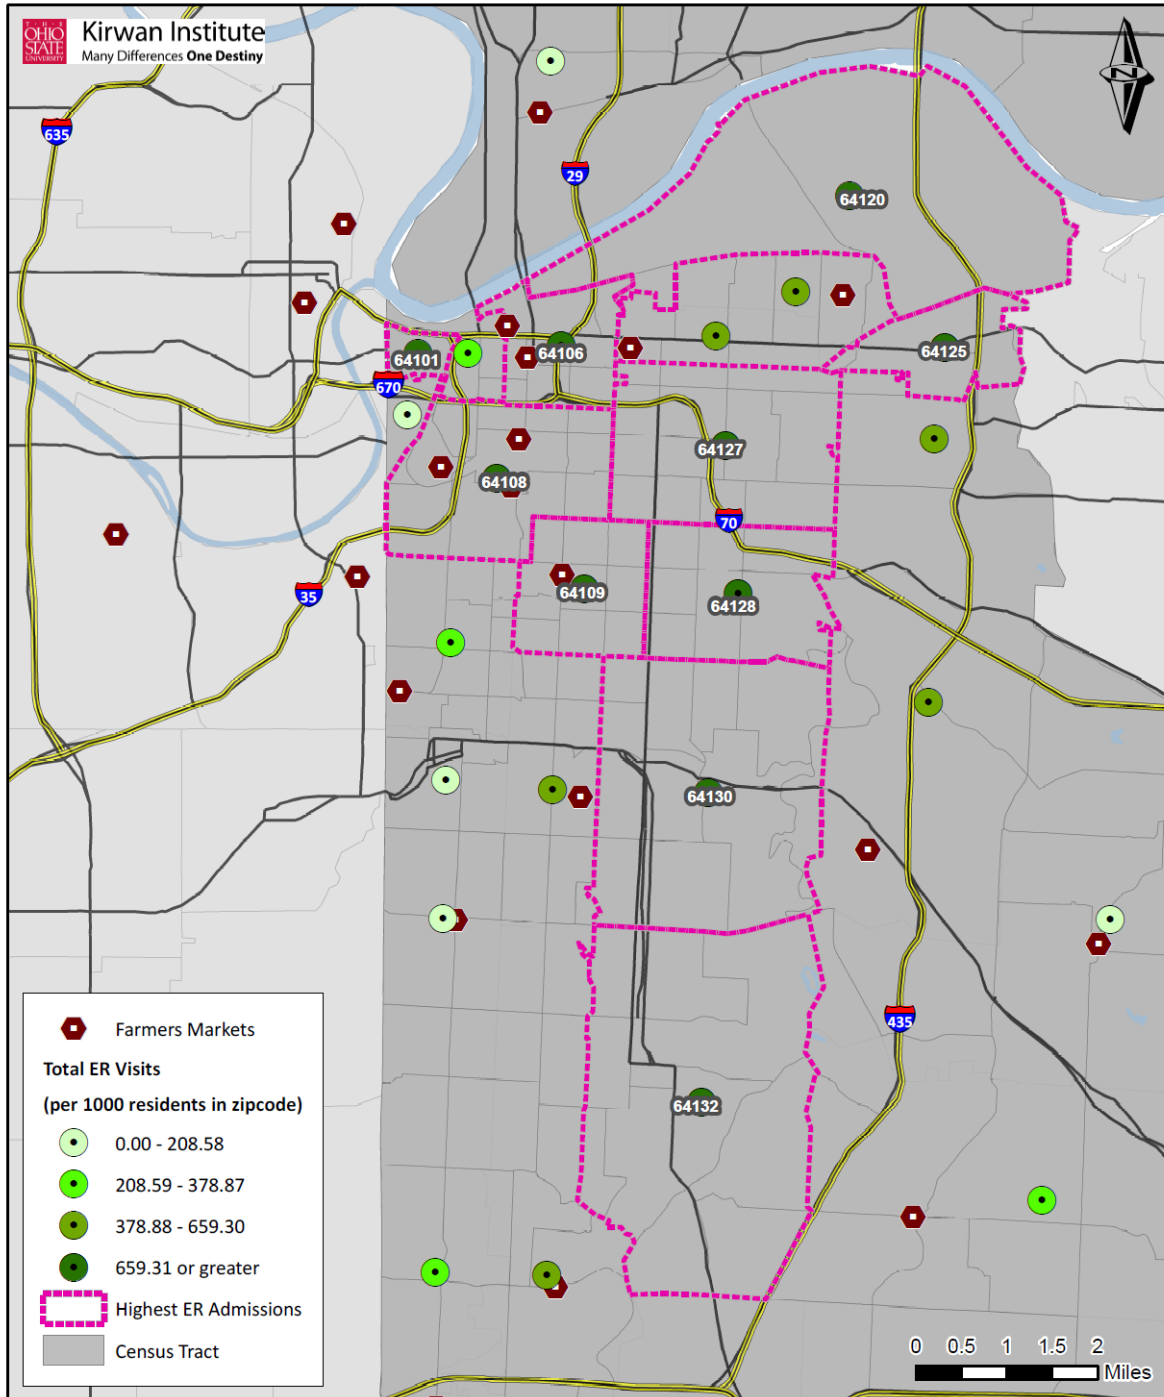 THE
OHIO
STATE
UNIVERSITY
Kirwan Institute
Many Differences One Destiny
N
635
29
64120
64101
64106
64125
670
64127
64108
70
35
64109
64128
64130
435
64132
Farmers Markets
Total ER Visits
(per 1000 residents in zipcode)
0.00 - 208.58
208.59 - 378.87
378.88 - 659.30
659.31 or greater
Highest ER Admissions
Census Tract
0 0.5 1 1.5 2
Miles